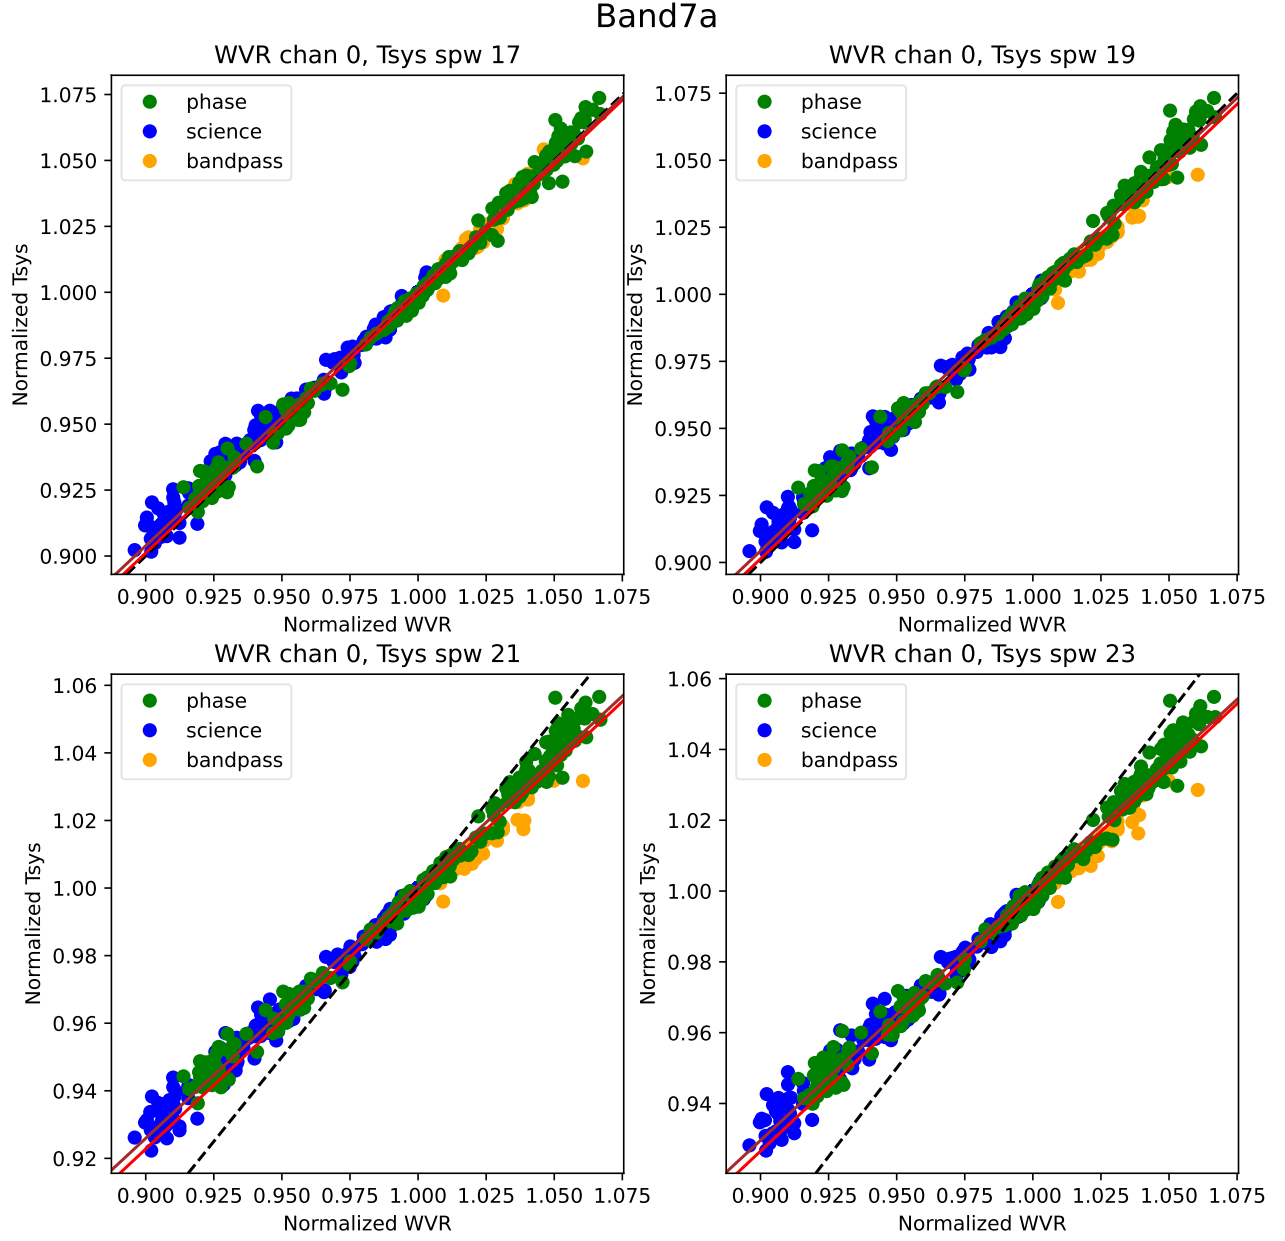 Band7a
WVR chan 0, Tsys spw 17
phase
science
bandpass
1.075
1.050
1.025
1.000
0.975
0.950
0.925
0.900
Normalized Tsys
0.900 0.925 0.950 0.975 1.000 1.025 1.050 1.075
Normalized WVR
WVR chan 0, Tsys spw 19
phase
science
bandpass
1.075
1.050
1.025
1.000
0.975
0.950
0.925
0.900
Normalized Tsys
0.900 0.925 0.950 0.975 1.000 1.025 1.050 1.075
Normalized WVR
WVR chan 0, Tsys spw 21
phase
science
bandpass
1.06
1.04
1.02
1.00
0.98
0.96
0.94
0.92
Normalized Tsys
0.900 0.925 0.950 0.975 1.000 1.025 1.050 1.075
Normalized WVR
WVR chan 0, Tsys spw 23
phase
science
bandpass
1.06
1.04
1.02
1.00
0.98
0.96
0.94
Normalized Tsys
0.900 0.925 0.950 0.975 1.000 1.025 1.050 1.075
Normalized WVR